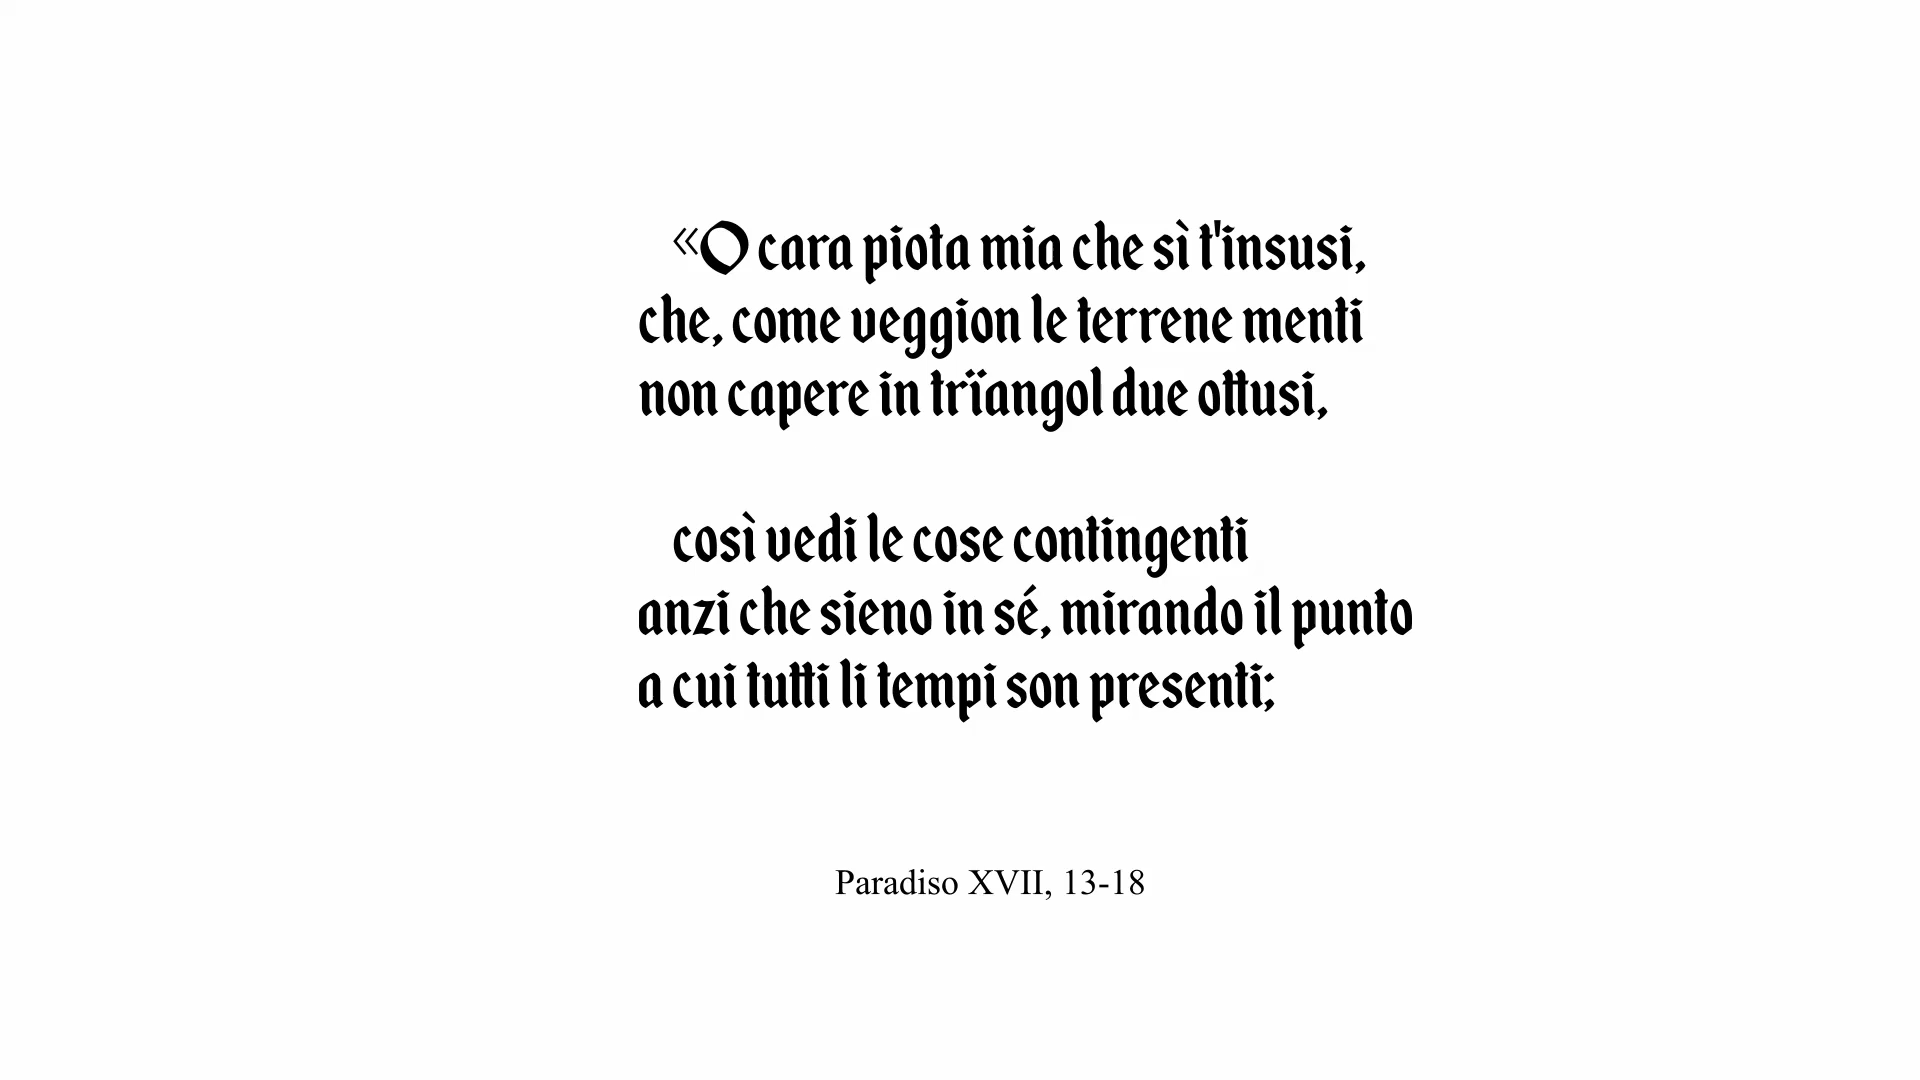 «O cara piota mia che sì t'insusi,
che, come veggion le terrene menti
non capere in trïangol due ottusi,
così vedi le cose contingenti
anzi che sieno in sé, mirando il punto
a cui tutti li tempi son presenti;
Paradiso XVII, 13-18